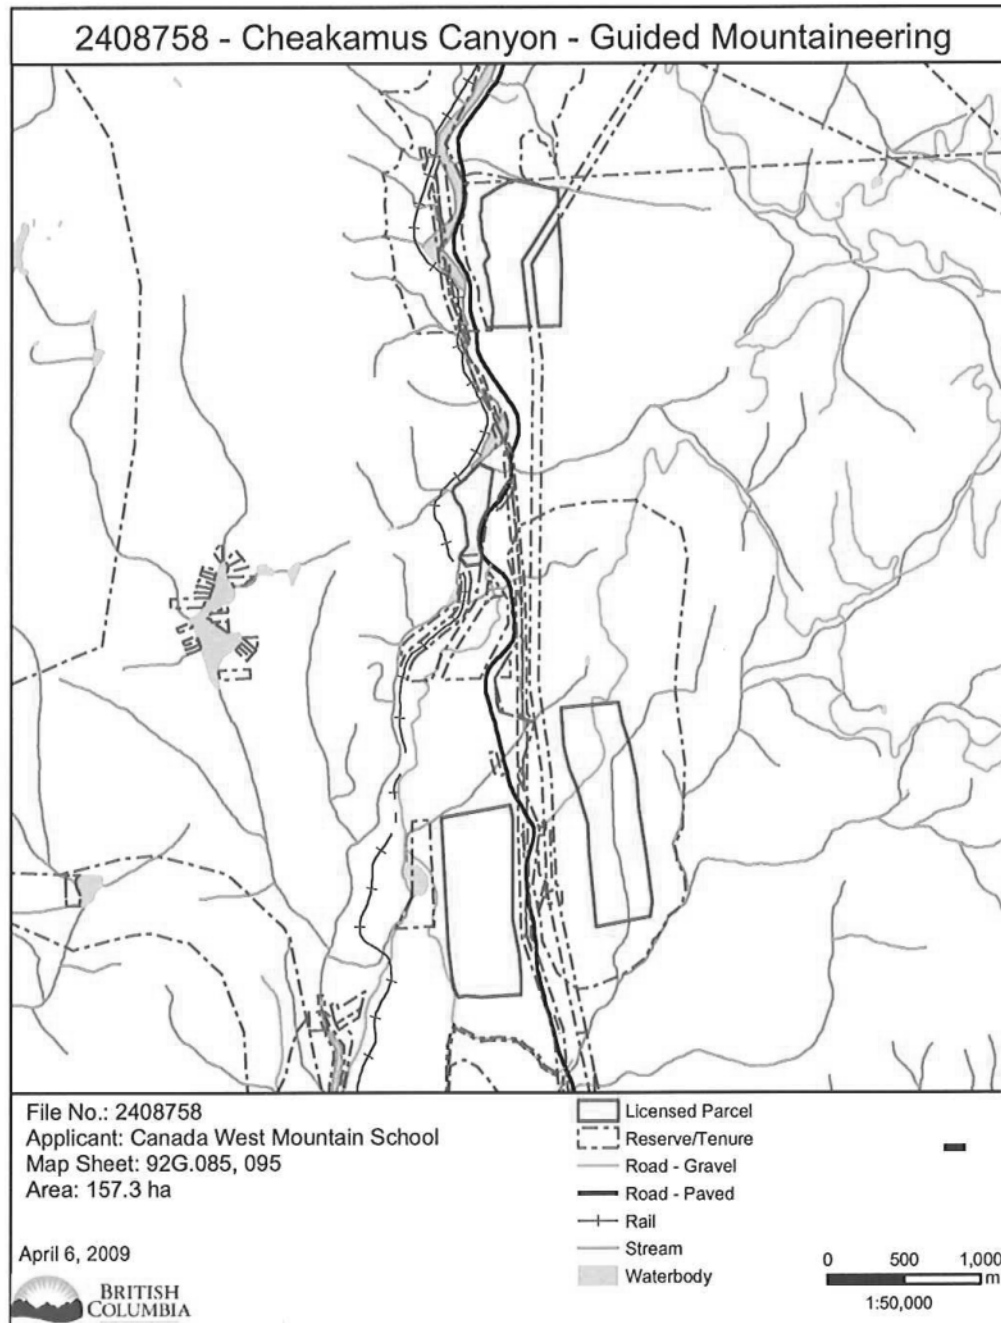 2408758 - Cheakamus Canyon - Guided Mountaineering
File No.: 2408758
Applicant: Canada West Mountain School
Map Sheet: 92G.085, 095
Area: 157.3 ha
April 6, 2009
BRITISH
COLUMBIA
Licensed Parcel
Reserve/Tenure
Road - Gravel
Road - Paved
Rail
Stream
Waterbody
0 500 1,000
m
1:50,000